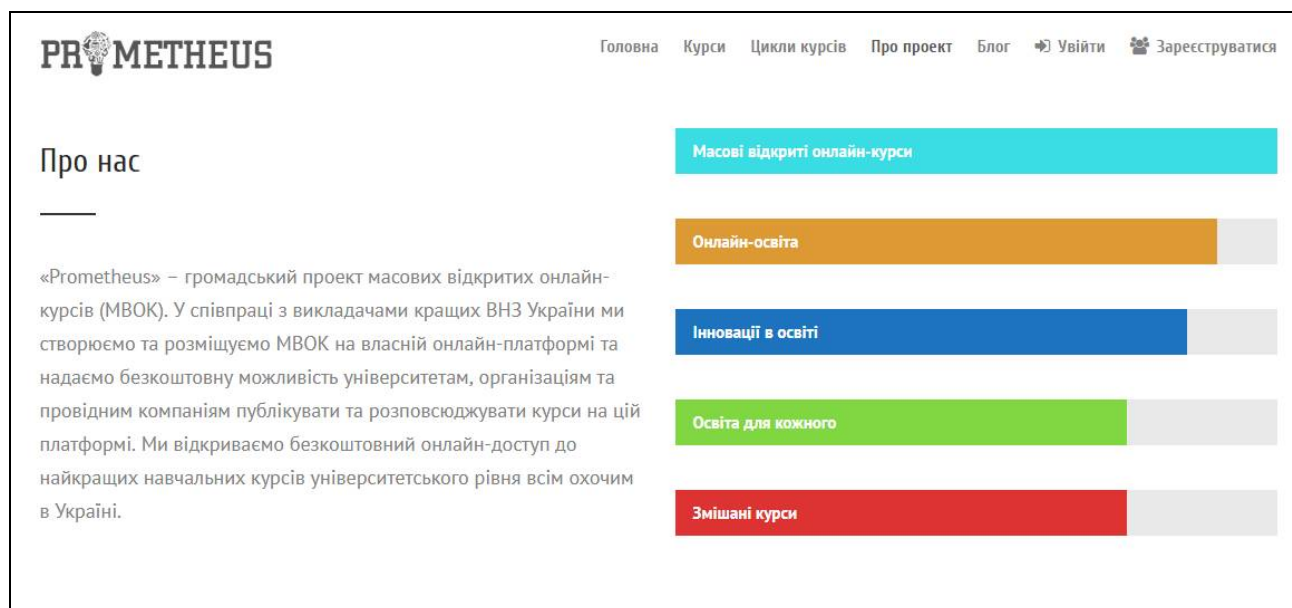 PROMETHEUS
Головна Курси Цикли курсів Про проект Блог Увійти Зареєструватися
Про нас
«Prometheus» – громадський проект масових відкритих онлайн-
курсів (МВОК). У співпраці з викладачами кращих ВНЗ України ми
створюємо та розміщуємо МВОК на власній онлайн-платформі та
надаємо безкоштовну можливість університетам, організаціям та
провідним компаніям публікувати та розповсюджувати курси на цій
платформі. Ми відкриваємо безкоштовний онлайн-доступ до
найкращих навчальних курсів університетського рівня всім охочим
в Україні.
Масові відкриті онлайн-курси
Онлайн-освіта
Інновації в освіті
Освіта для кожного
Змішані курси